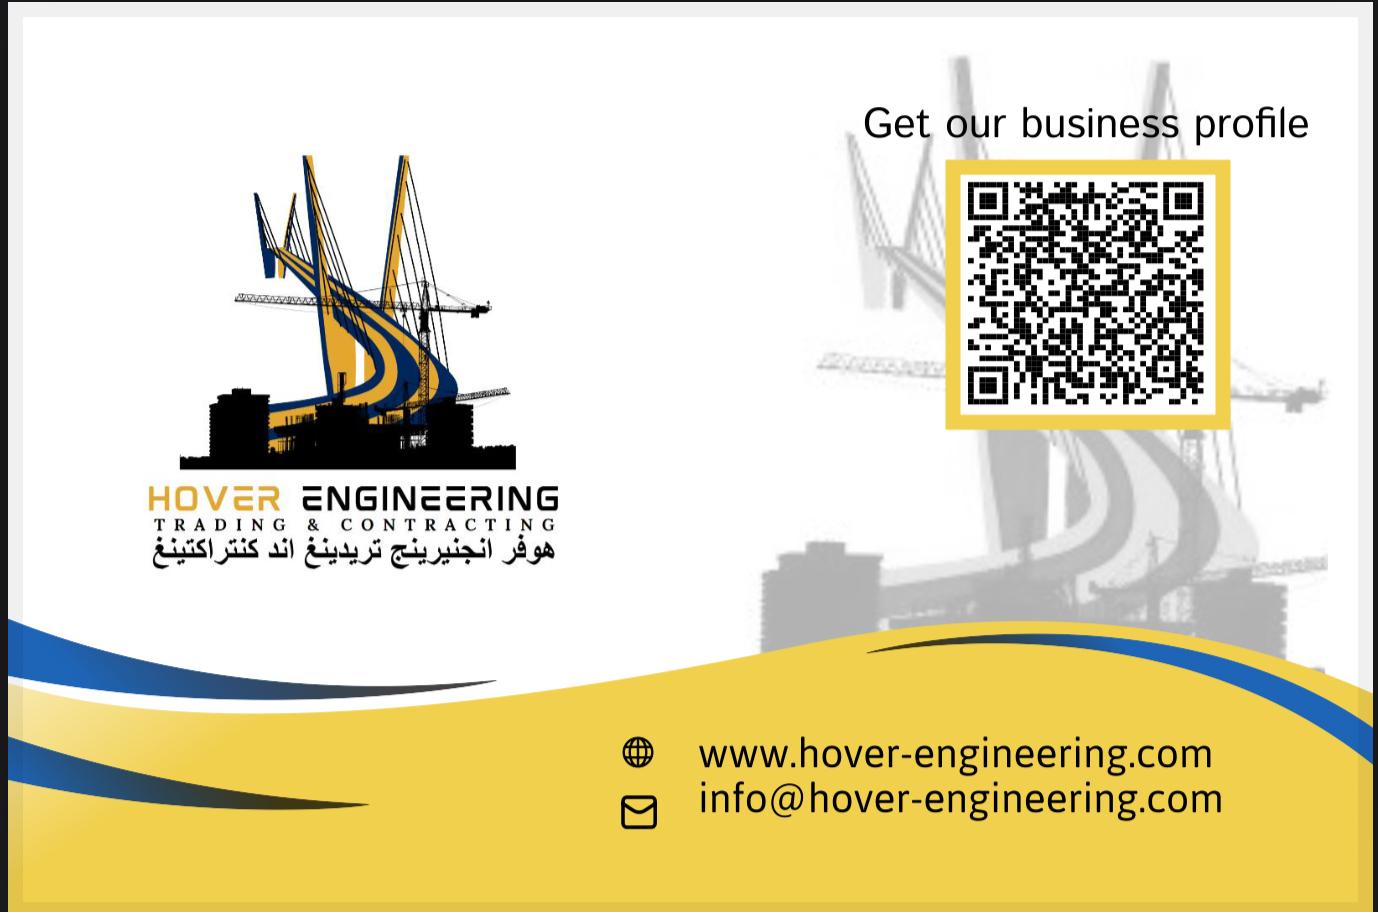 Get our business profile
HOVER ENGINEERING
TRADING & CONTRACTING
هوفر انجنيرينج تريدينغ اند كنتراكتينغ
www.hover-engineering.com
info@hover-engineering.com